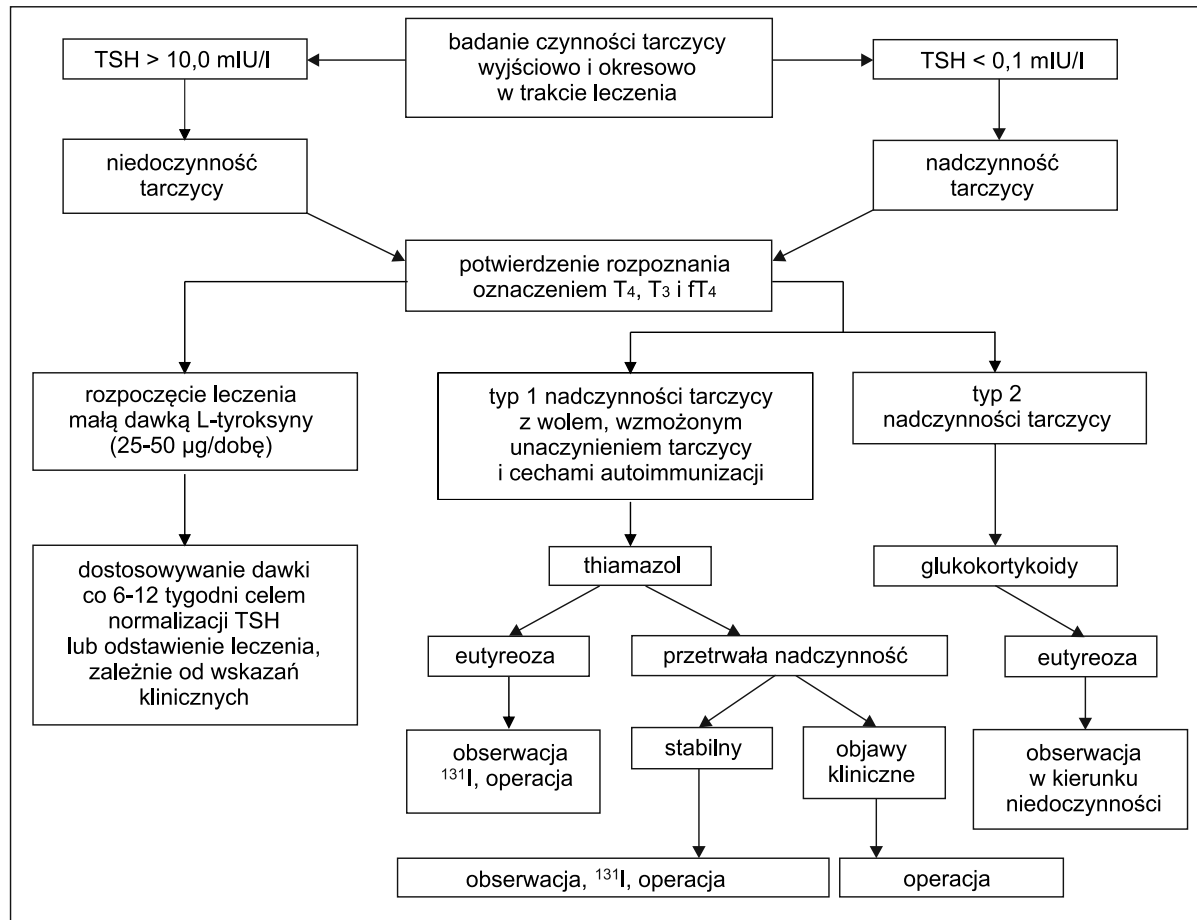 TSH > 10,0 mIU/l
badanie czynności tarczycy
wyjściowo i okresowo
w trakcie leczenia
TSH < 0,1 mIU/l
niedoczynność
tarczycy
nadczynność
tarczycy
potwierdzenie rozpoznania
oznaczeniem T₄, T₃ i fT₄
rozpoczęcie leczenia
małą dawką L-tyroksyny
(25-50 µg/dobę)
typ 1 nadczynności tarczycy
z wolem, wzmożonym
unaczynieniem tarczycy
i cechami autoimmunizacji
typ 2
nadczynności tarczycy
dostosowywanie dawki
co 6-12 tygodni celem
normalizacji TSH
lub odstawienie leczenia,
zależnie od wskazań
klinicznych
thiamazol
glukokortykoidy
eutyreoza
przetrwała nadczynność
eutyreoza
obserwacja
¹³¹I, operacja
stabilny
objawy
kliniczne
obserwacja
w kierunku
niedoczynności
obserwacja, ¹³¹I, operacja
operacja